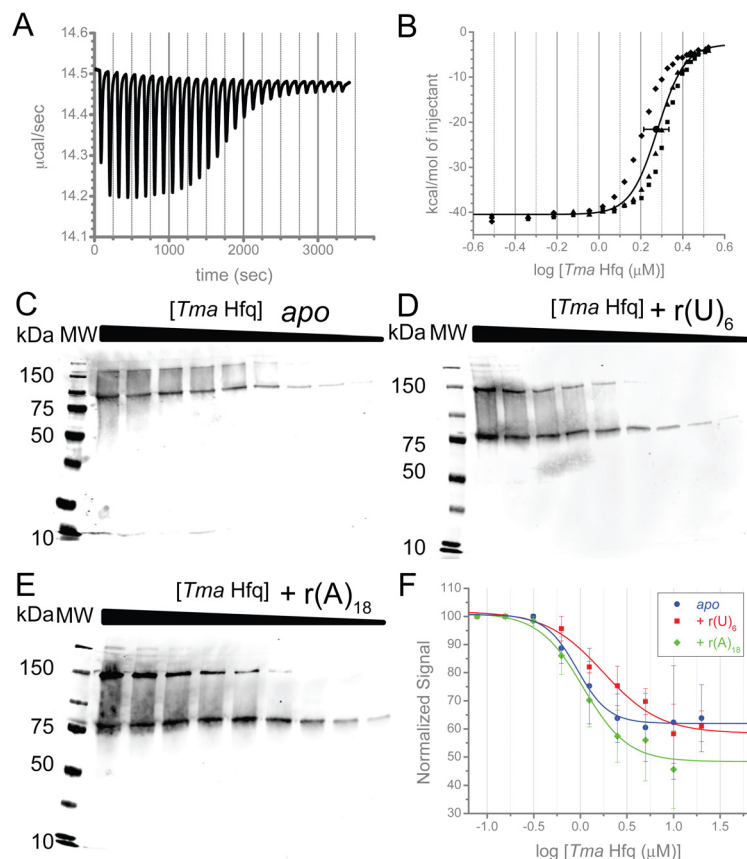 A
14.6
14.5
14.4
14.3
14.2
14.1
μcal/sec
0
1000
2000
3000
time (sec)
B
0
-10
-20
-30
-40
kcal/mol of injectant
-0.6
-0.4
-0.2
0.0
0.2
0.4
0.6
log [Tma Hfq (μM)]
C
[Tma Hfq] apo
kDa MW
150
75
50
10
D
[Tma Hfq] + r(U)6
kDa MW
150
75
50
10
E
[Tma Hfq] + r(A)18
kDa MW
150
75
50
10
F
110
100
90
80
70
60
50
40
30
Normalized Signal
apo
+ r(U)6
+ r(A)18
-1.0
-0.5
0.0
0.5
1.0
1.5
log [Tma Hfq (μM)]